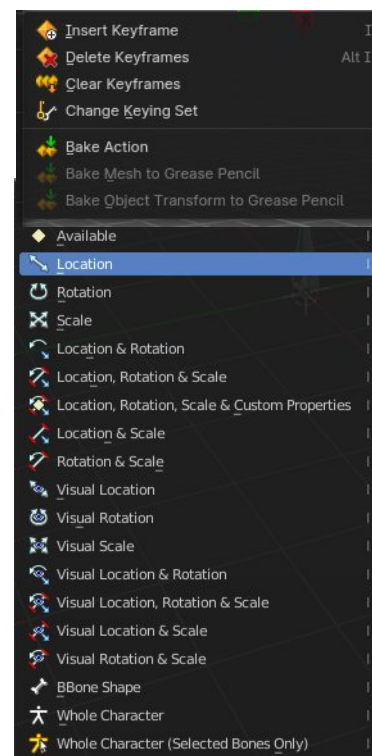 Insert Keyframe I
Delete Keyframes Alt I
Clear Keyframes
Change Keying Set
Bake Action
Bake Mesh to Grease Pencil
Bake Object Transform to Grease Pencil
Available I
Location I
Rotation I
Scale I
Location & Rotation I
Location, Rotation & Scale I
Location, Rotation, Scale & Custom Properties I
Location & Scale I
Rotation & Scale I
Visual Location I
Visual Rotation I
Visual Scale I
Visual Location & Rotation I
Visual Location, Rotation & Scale I
Visual Location & Scale I
Visual Rotation & Scale I
BBone Shape I
Whole Character I
Whole Character (Selected Bones Only) I